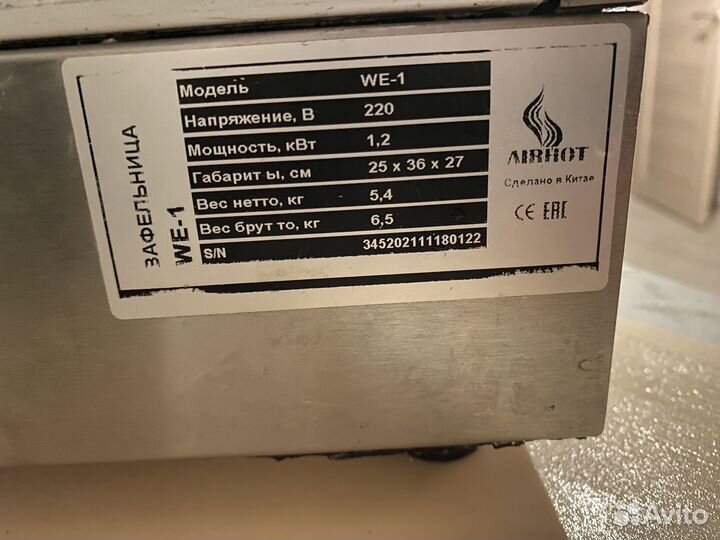 ЗАФЕЛЬНИЦА
WE-1
Модель WE-1
Напряжение, В 220
Мощность, кВт 1,2
Габарит ы, см 25 x 36 x 27
Вес нетто, кг 5,4
Вес брут то, кг 6,5
S/N 345202111180122
AIRHOT
Сделано в Китае
CE EAC
Avito